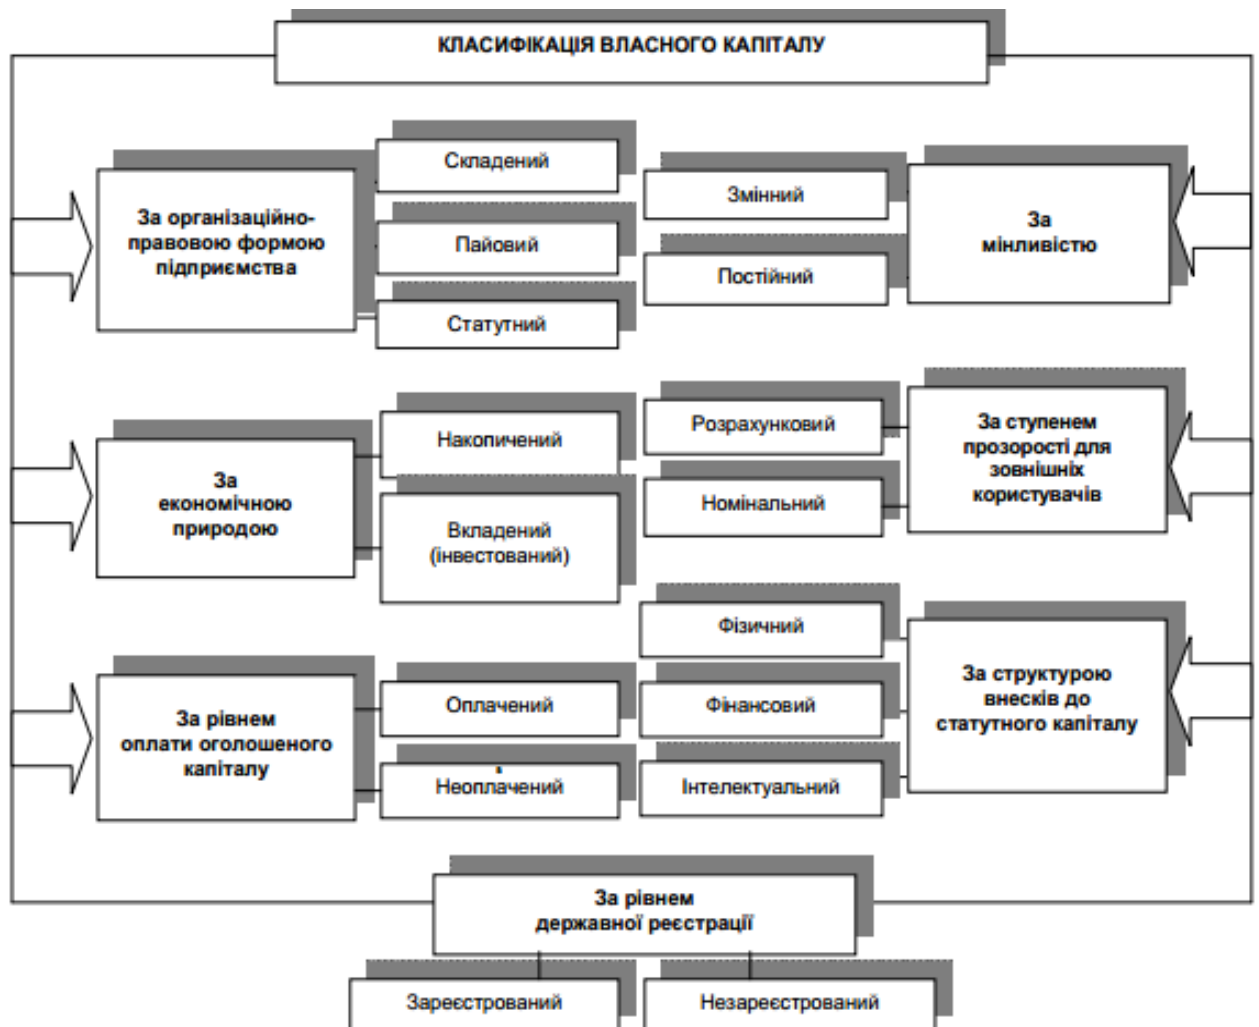 КЛАСИФІКАЦІЯ ВЛАСНОГО КАПІТАЛУ
За організаційно-
правовою формою
підприємства
Складений
Пайовий
Статутний
Змінний
Постійний
За
мінливістю
За
економічною
природою
Накопичений
Вкладений
(інвестований)
Розрахунковий
Номінальний
За ступенем
прозорості для
зовнішніх
користувачів
За рівнем
оплати оголошеного
капіталу
Оплачений
Неоплачений
Фізичний
Фінансовий
Інтелектуальний
За структурою
внесків до
статутного капіталу
За рівнем
державної реєстрації
Зареєстрований
Незареєстрований